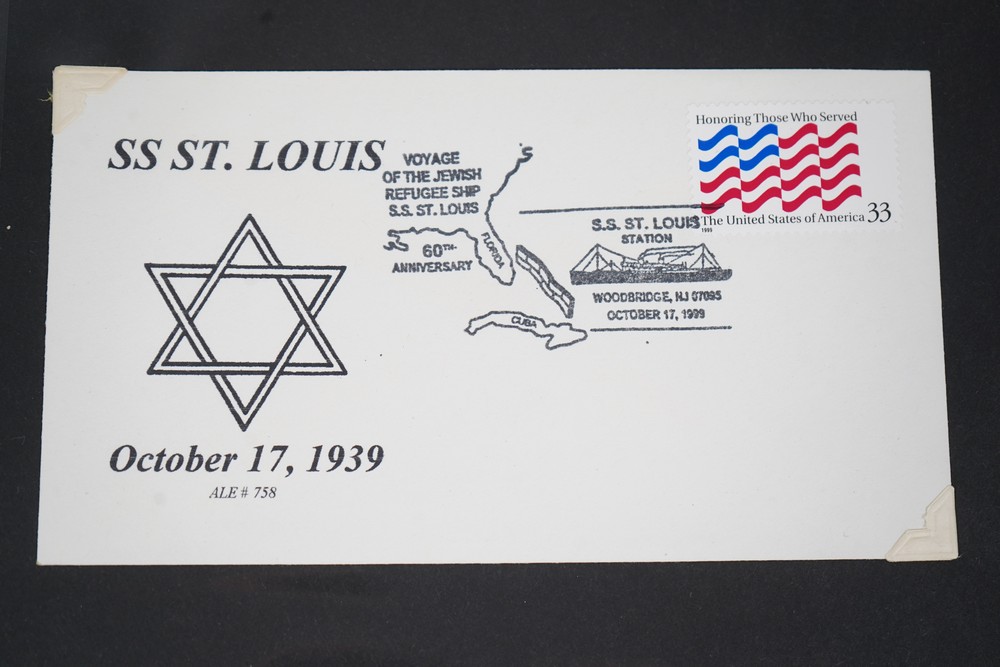 SS ST. LOUIS
October 17, 1939
ALE # 758
VOYAGE
OF THE JEWISH
REFUGEE SHIP
S.S. ST. LOUIS
60TH
ANNIVERSARY
FLORIDA
CUBA
S.S. ST. LOUIS
STATION
WOODBRIDGE, NJ 07095
OCTOBER 17, 1999
Honoring Those Who Served
The United States of America 33
1999